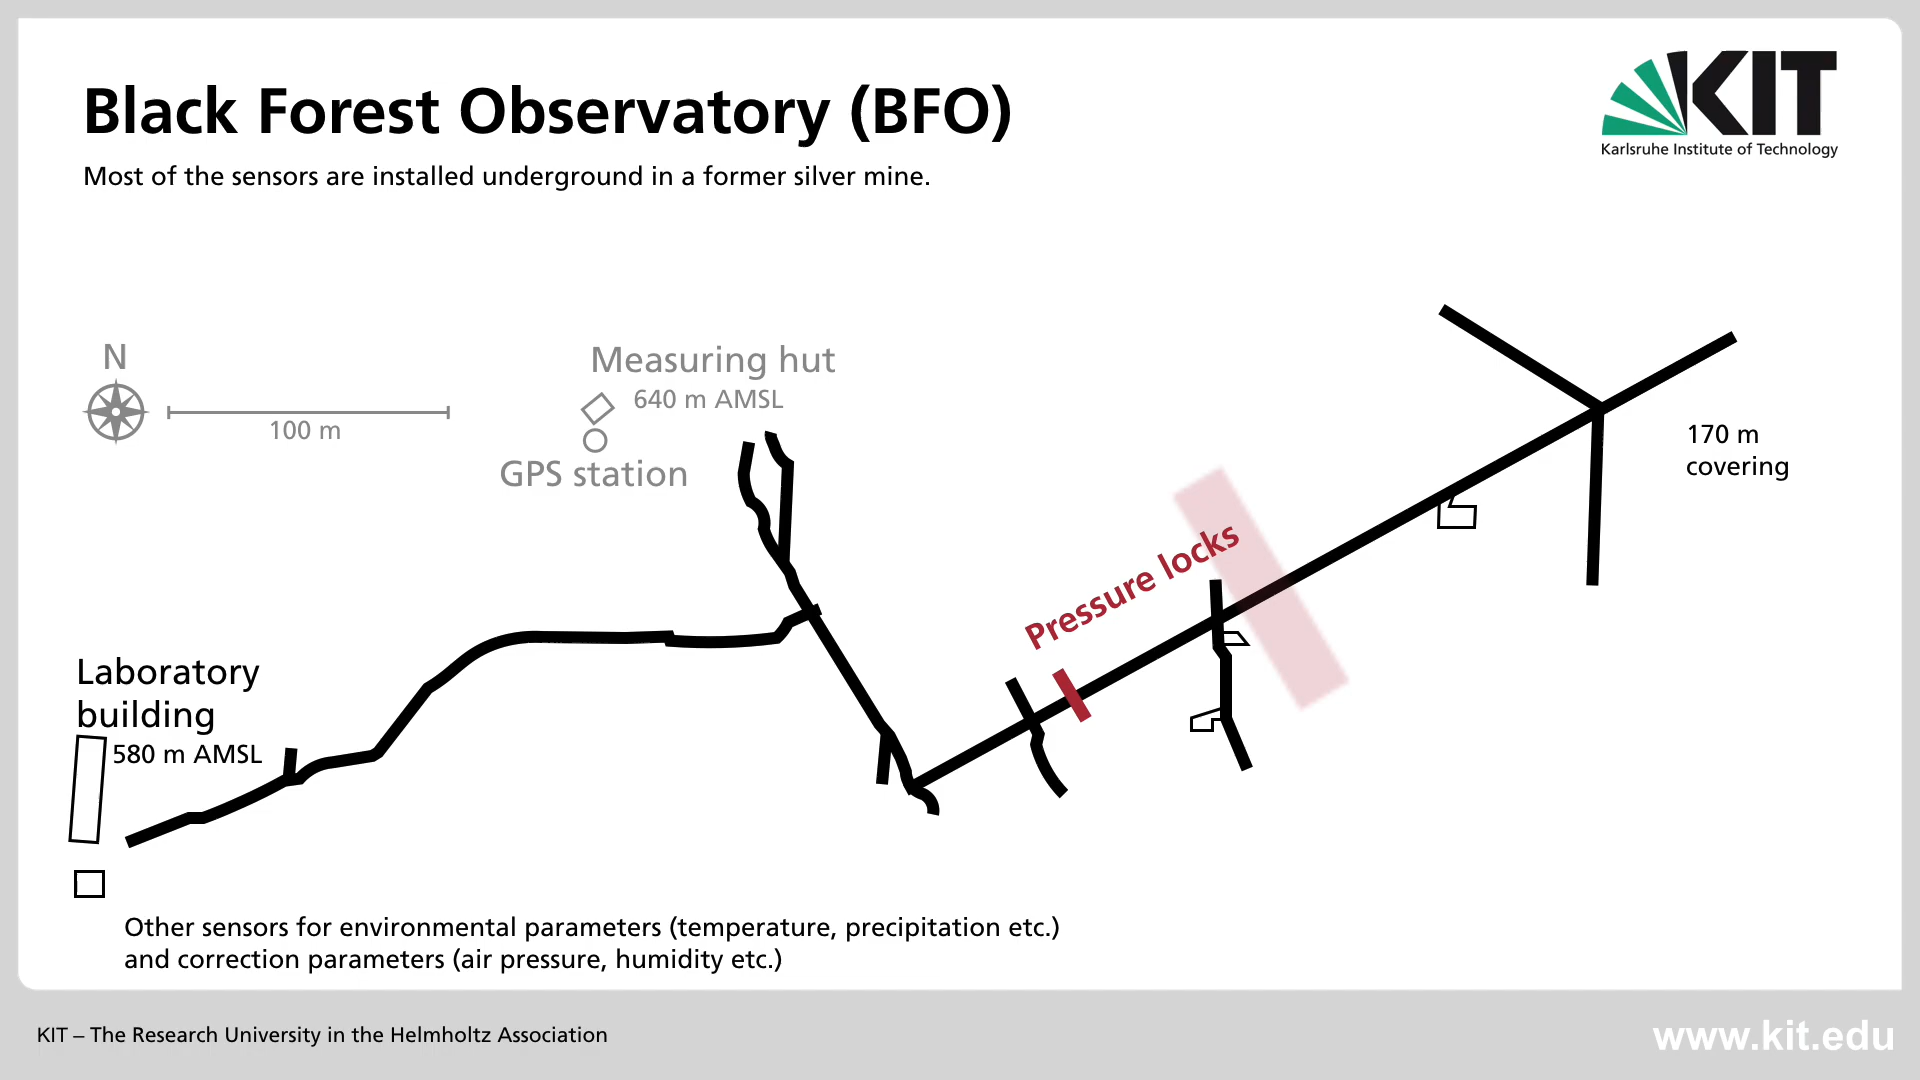 Black Forest Observatory (BFO)
Most of the sensors are installed underground in a former silver mine.
KIT
Karlsruhe Institute of Technology
N
100 m
Measuring hut
640 m AMSL
GPS station
170 m
covering
Pressure locks
Laboratory
building
580 m AMSL
Other sensors for environmental parameters (temperature, precipitation etc.)
and correction parameters (air pressure, humidity etc.)
KIT – The Research University in the Helmholtz Association
www.kit.edu